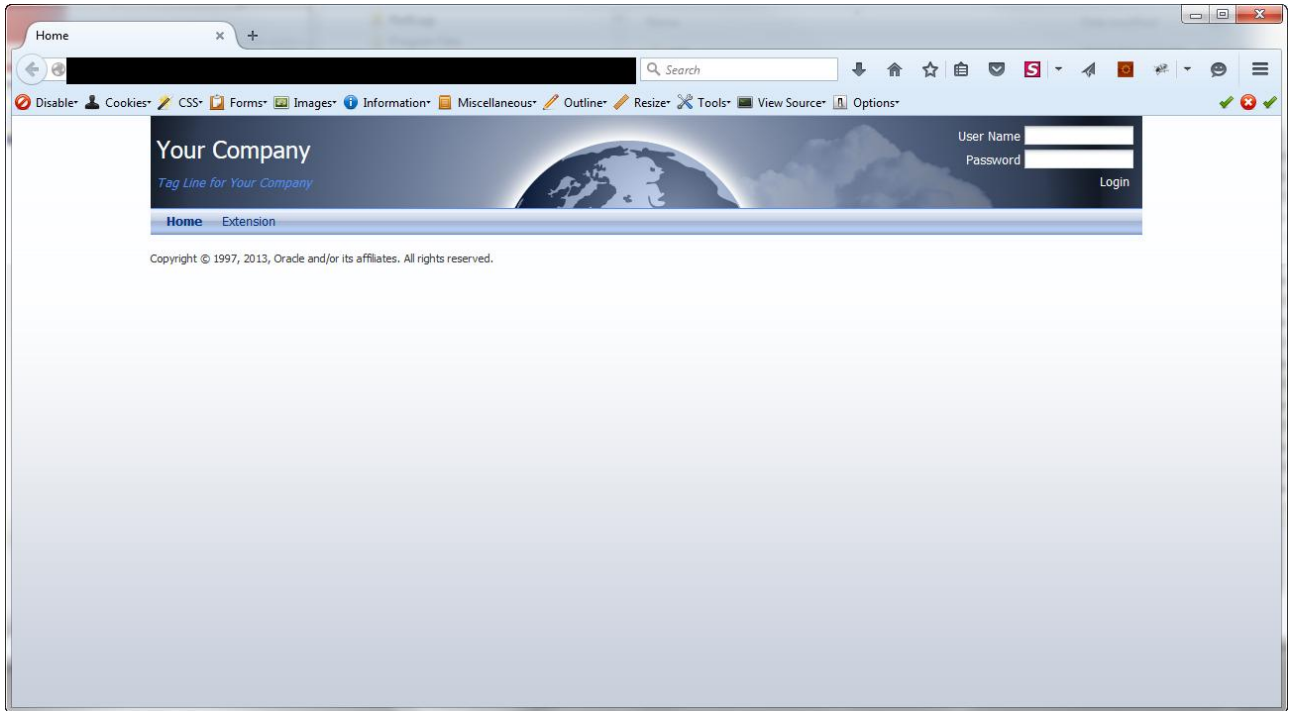 Home
Search
Disable Cookies CSS Forms Images Information Miscellaneous Outline Resize Tools View Source Options
Your Company
Tag Line for Your Company
User Name
Password
Login
Home Extension
Copyright © 1997, 2013, Oracle and/or its affiliates. All rights reserved.